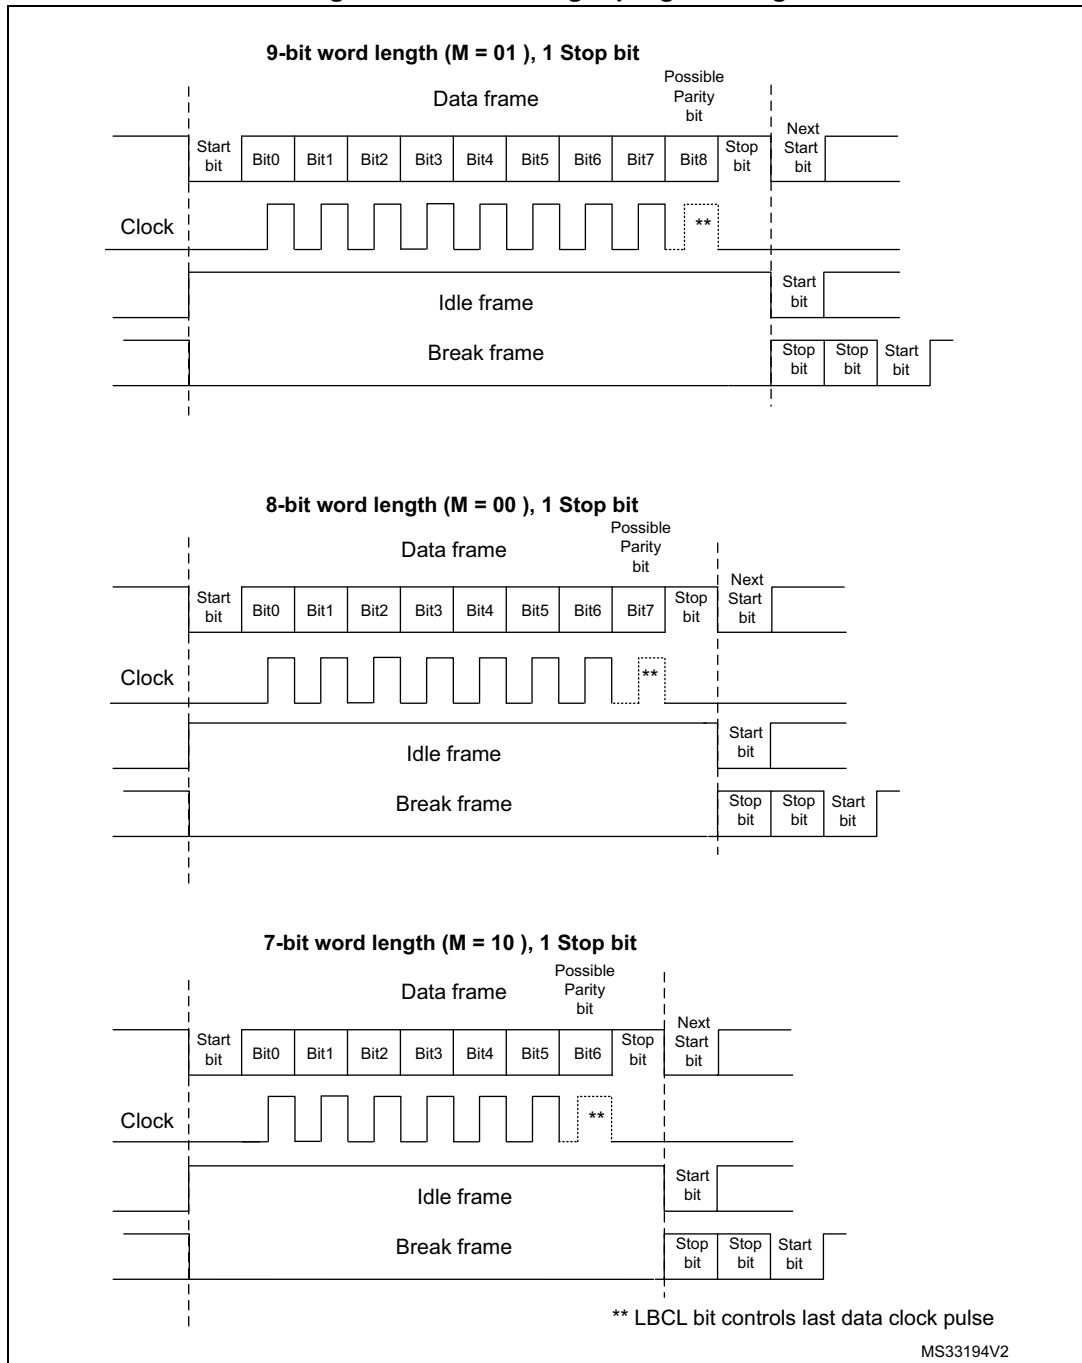 9-bit word length (M = 01 ), 1 Stop bit
Data frame
Possible
Parity
bit
Start
bit
Bit0 Bit1 Bit2 Bit3 Bit4 Bit5 Bit6 Bit7 Bit8
Stop
bit
Next
Start
bit
Clock
**
Idle frame
Start
bit
Break frame
Stop
bit
Stop
bit
Start
bit
8-bit word length (M = 00 ), 1 Stop bit
Data frame
Possible
Parity
bit
Start
bit
Bit0 Bit1 Bit2 Bit3 Bit4 Bit5 Bit6 Bit7
Stop
bit
Next
Start
bit
Clock
**
Idle frame
Start
bit
Break frame
Stop
bit
Stop
bit
Start
bit
7-bit word length (M = 10 ), 1 Stop bit
Data frame
Possible
Parity
bit
Start
bit
Bit0 Bit1 Bit2 Bit3 Bit4 Bit5 Bit6
Stop
bit
Next
Start
bit
Clock
**
Idle frame
Start
bit
Break frame
Stop
bit
Stop
bit
Start
bit
** LBCL bit controls last data clock pulse
MS33194V2